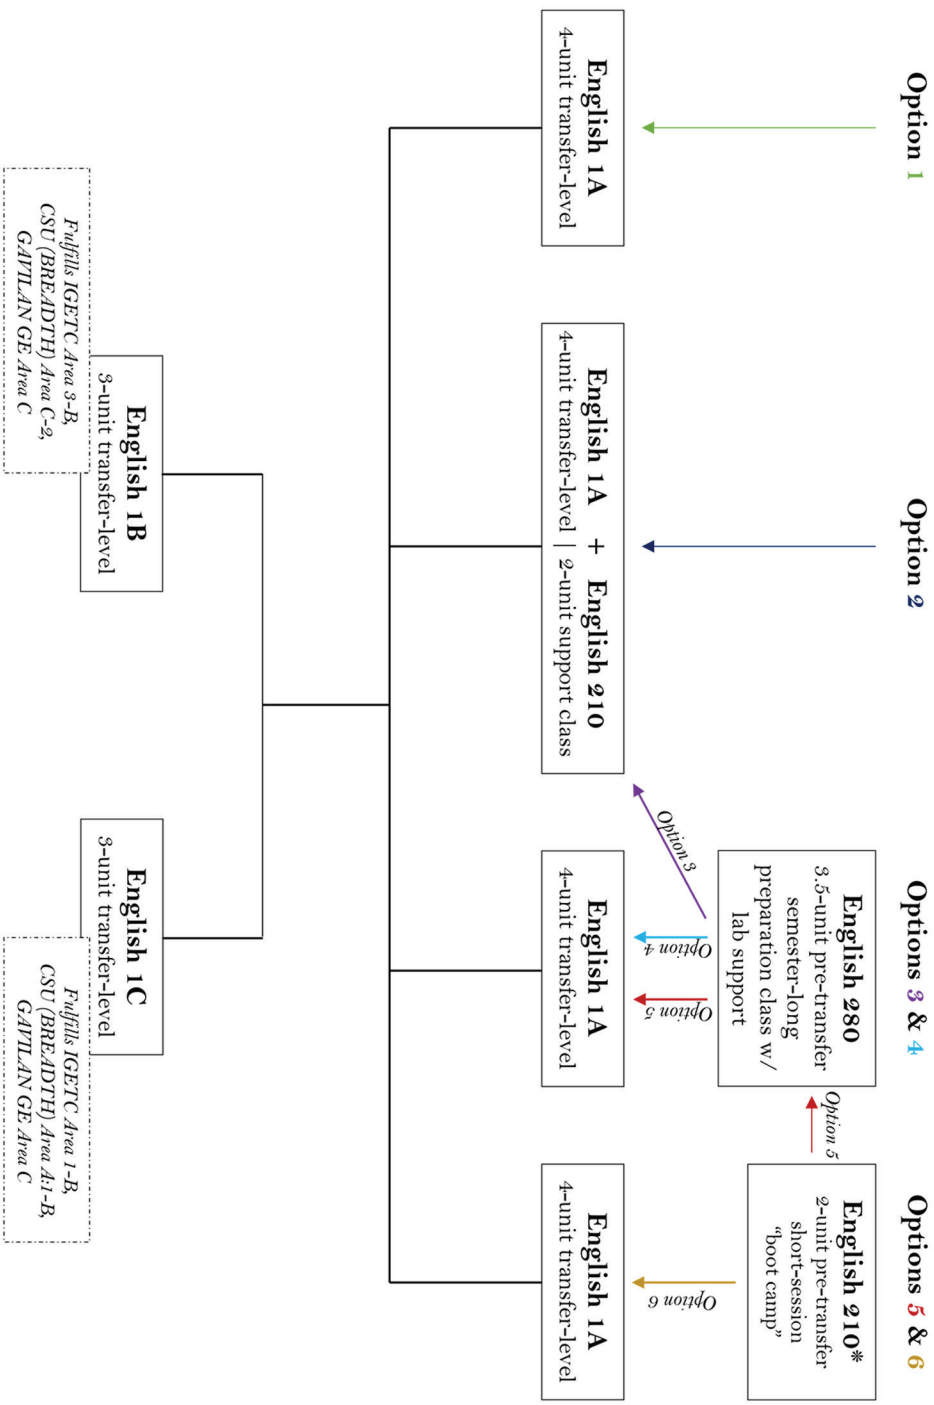 Option 1
Option 2
Options 3 & 4
Options 5 & 6
English 280
3.5-unit pre-transfer
semester-long
preparation class w/
lab support
Option 5
English 210*
2-unit pre-transfer
short-session
“boot camp”
Option 3
Option 4
Option 5
Option 6
English 1A
4-unit transfer-level
English 1A + English 210
4-unit transfer-level | 2-unit support class
English 1A
4-unit transfer-level
English 1A
4-unit transfer-level
English 1B
3-unit transfer-level
Fulfills IGETC Area 3-B,
CSU (BREADTH) Area C-2,
GAVILAN GE Area C
English 1C
3-unit transfer-level
Fulfills IGETC Area 1-B,
CSU (BREADTH) Area A:1-B,
GAVILAN GE Area C